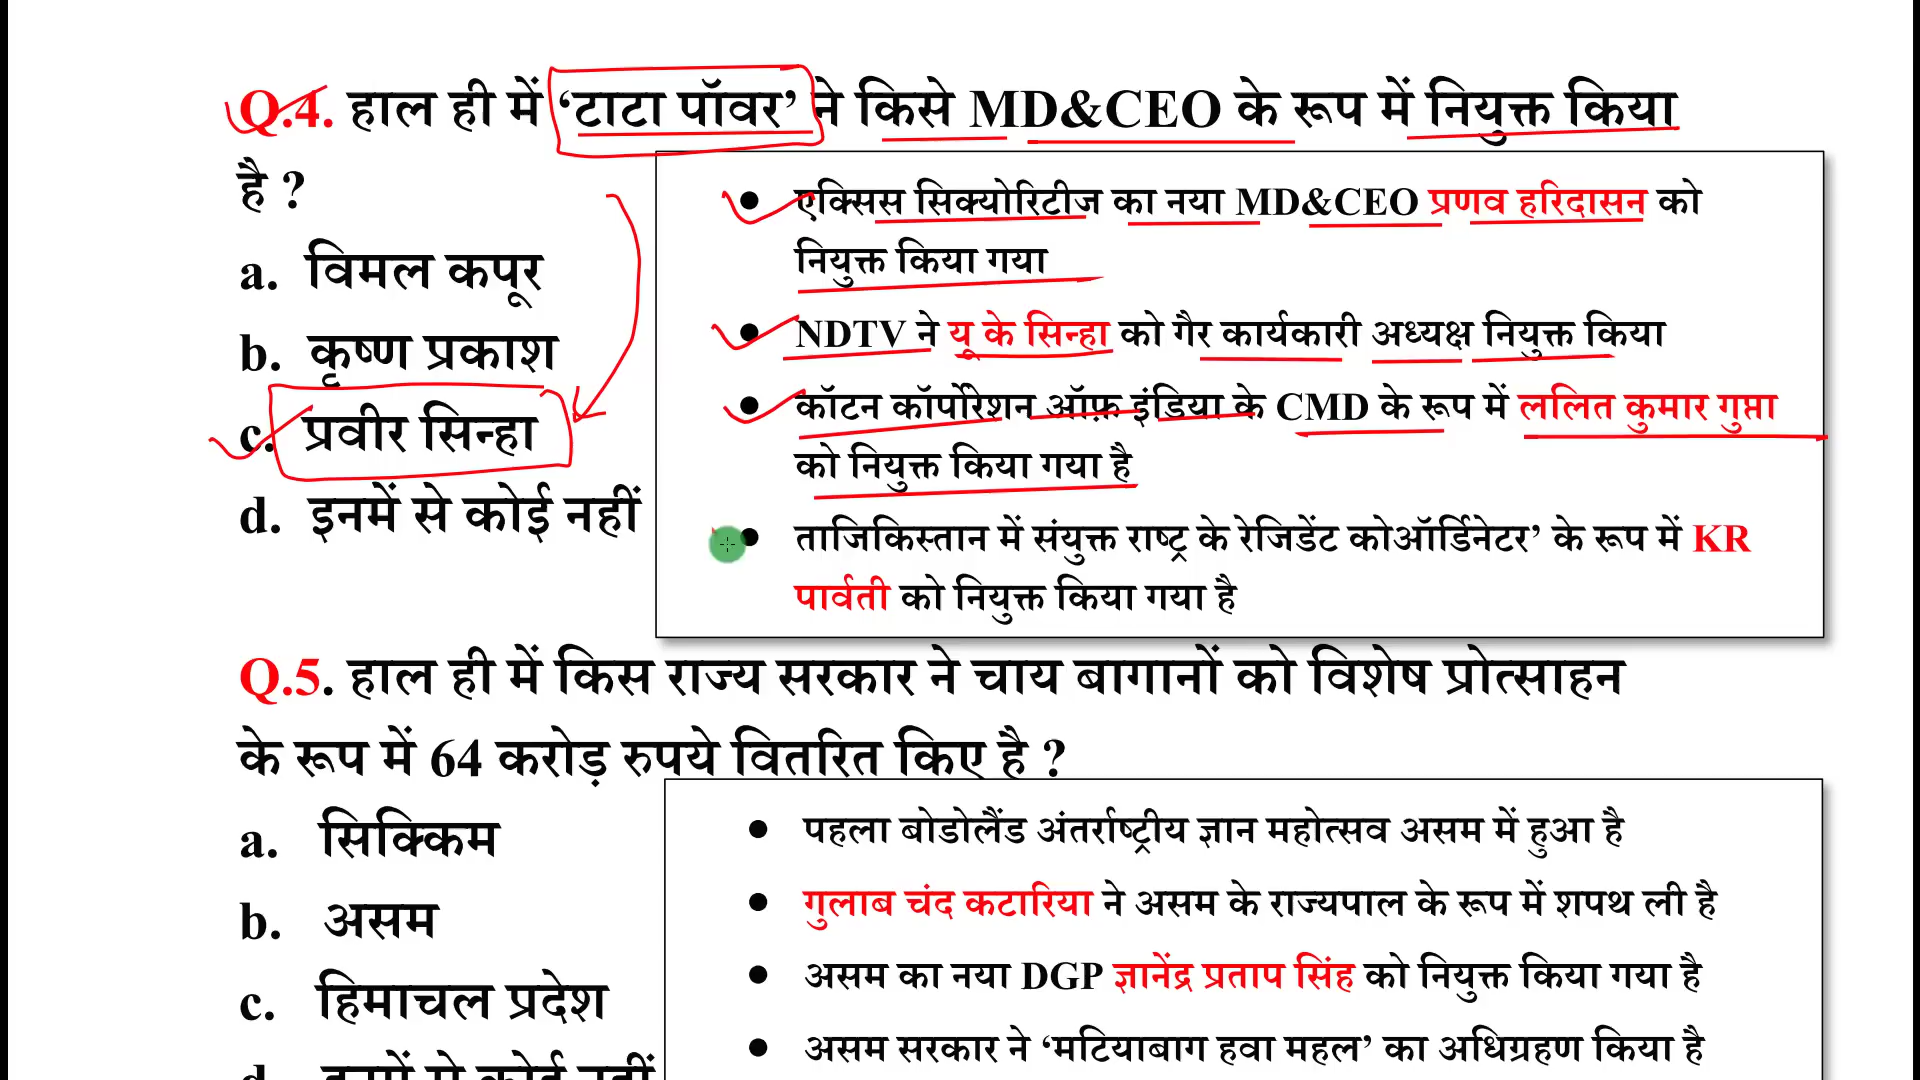 Q.4. हाल ही में ‘टाटा पॉवर’ ने किसे MD&CEO के रूप में नियुक्त किया
है ?
a. विमल कपूर
b. कृष्ण प्रकाश
c. प्रवीर सिन्हा
d. इनमें से कोई नहीं
● एक्सिस सिक्योरिटीज का नया MD&CEO प्रणव हरिदासन को
नियुक्त किया गया
● NDTV ने यू के सिन्हा को गैर कार्यकारी अध्यक्ष नियुक्त किया
● कॉटन कॉर्पोरेशन ऑफ़ इंडिया के CMD के रूप में ललित कुमार गुप्ता
को नियुक्त किया गया है
● ताजिकिस्तान में संयुक्त राष्ट्र के रेजिडेंट कोऑर्डिनेटर’ के रूप में KR
पार्वती को नियुक्त किया गया है
Q.5. हाल ही में किस राज्य सरकार ने चाय बागानों को विशेष प्रोत्साहन
के रूप में 64 करोड़ रुपये वितरित किए है ?
a. सिक्किम
b. असम
c. हिमाचल प्रदेश
d. इनमें से कोई नहीं
● पहला बोडोलैंड अंतर्राष्ट्रीय ज्ञान महोत्सव असम में हुआ है
● गुलाब चंद कटारिया ने असम के राज्यपाल के रूप में शपथ ली है
● असम का नया DGP ज्ञानेंद्र प्रताप सिंह को नियुक्त किया गया है
● असम सरकार ने ‘मटियाबाग हवा महल’ का अधिग्रहण किया है